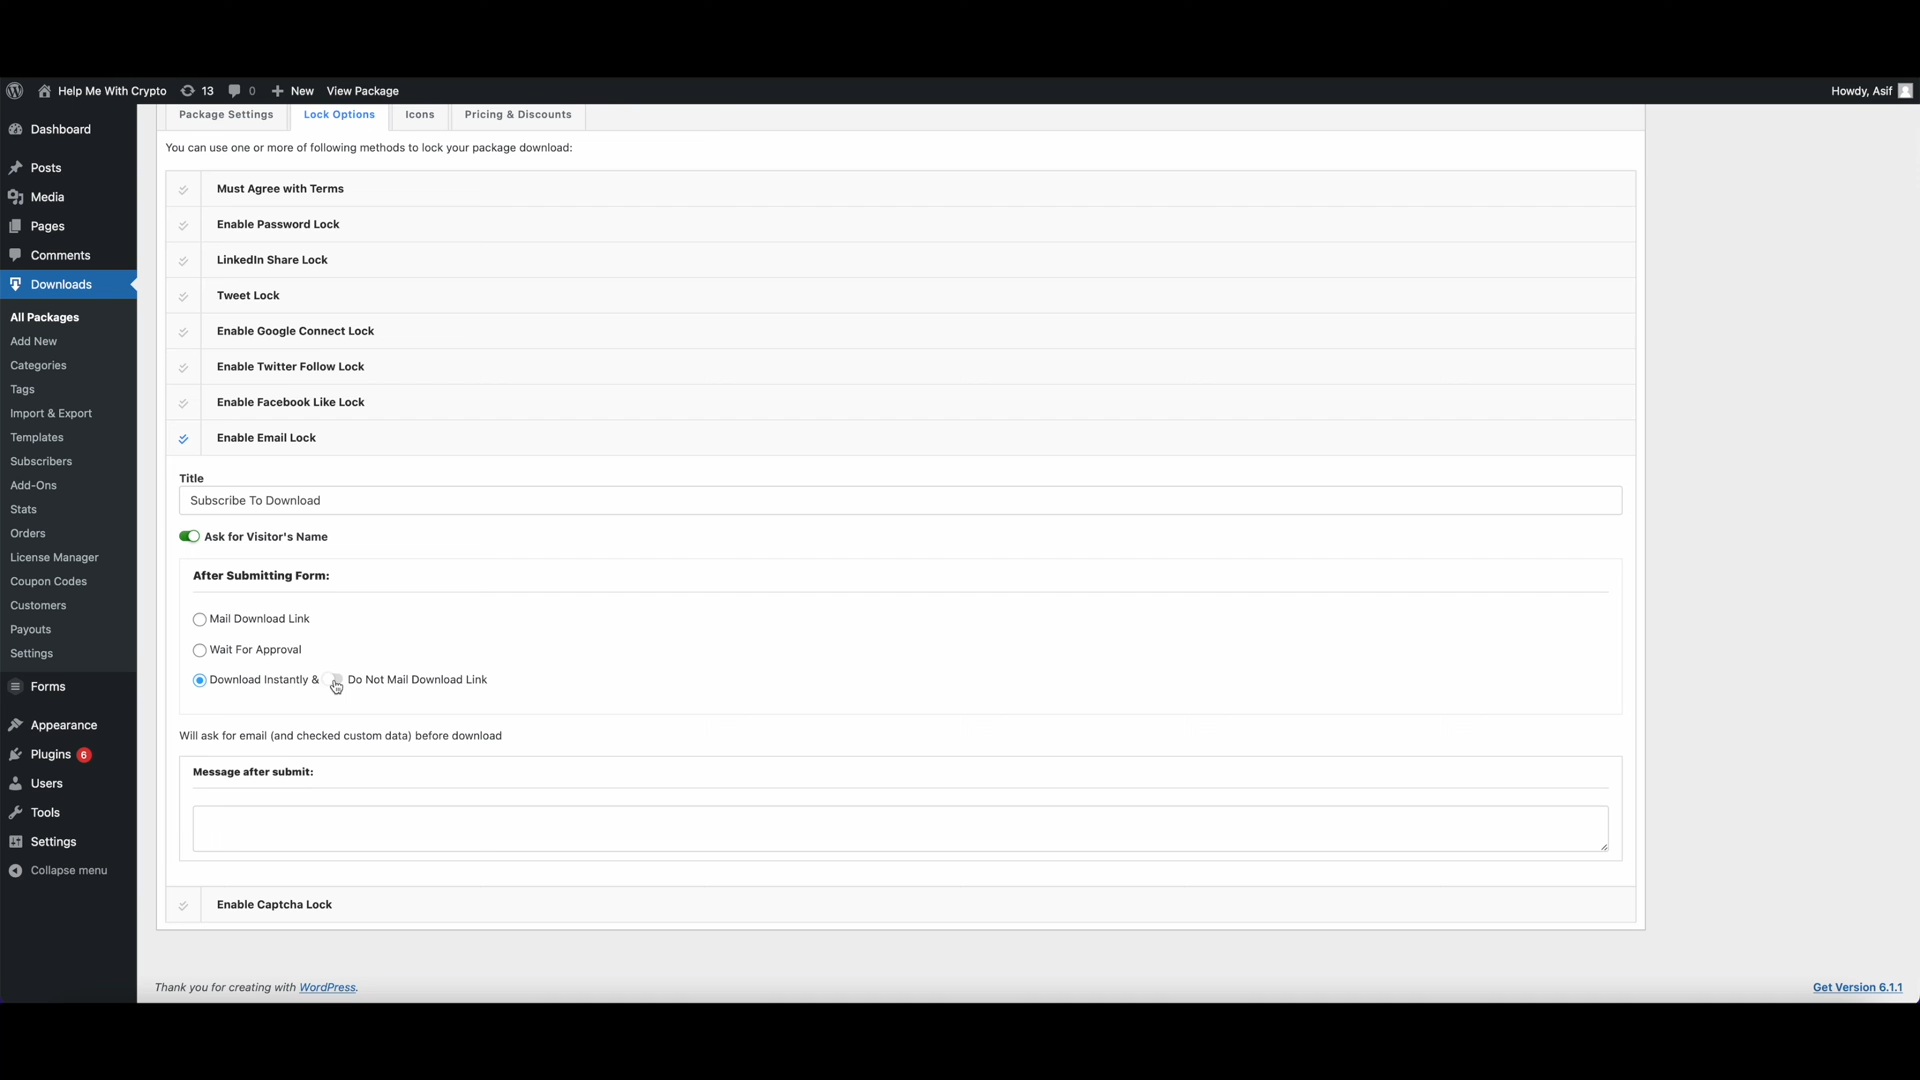 Help Me With Crypto 13 0 New View Package Howdy, Asif
Dashboard
Posts
Media
Pages
Comments
Downloads
All Packages
Add New
Categories
Tags
Import & Export
Templates
Subscribers
Add-Ons
Stats
Orders
License Manager
Coupon Codes
Customers
Payouts
Settings
Forms
Appearance
Plugins 6
Users
Tools
Settings
Collapse menu
Package Settings Lock Options Icons Pricing & Discounts
You can use one or more of following methods to lock your package download:
Must Agree with Terms
Enable Password Lock
LinkedIn Share Lock
Tweet Lock
Enable Google Connect Lock
Enable Twitter Follow Lock
Enable Facebook Like Lock
Enable Email Lock
Title
Subscribe To Download
Ask for Visitor's Name
After Submitting Form:
Mail Download Link
Wait For Approval
Download Instantly & Do Not Mail Download Link
Will ask for email (and checked custom data) before download
Message after submit:
Enable Captcha Lock
Thank you for creating with WordPress. Get Version 6.1.1